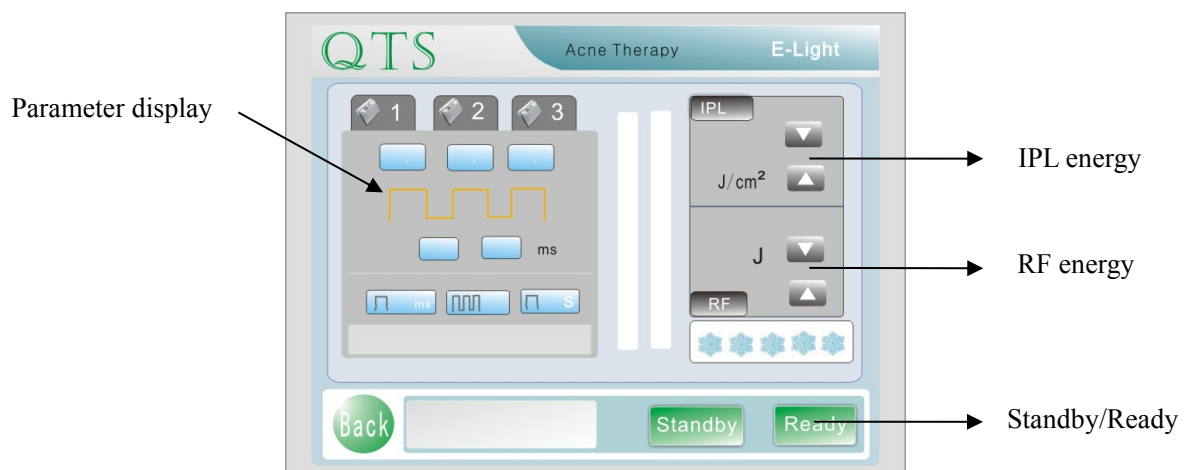 QTS
Acne Therapy
E-Light
Parameter display
1
2
3
IPL
J/cm²
IPL energy
ms
J
RF
RF energy
ms
S
Back
Standby
Ready
Standby/Ready